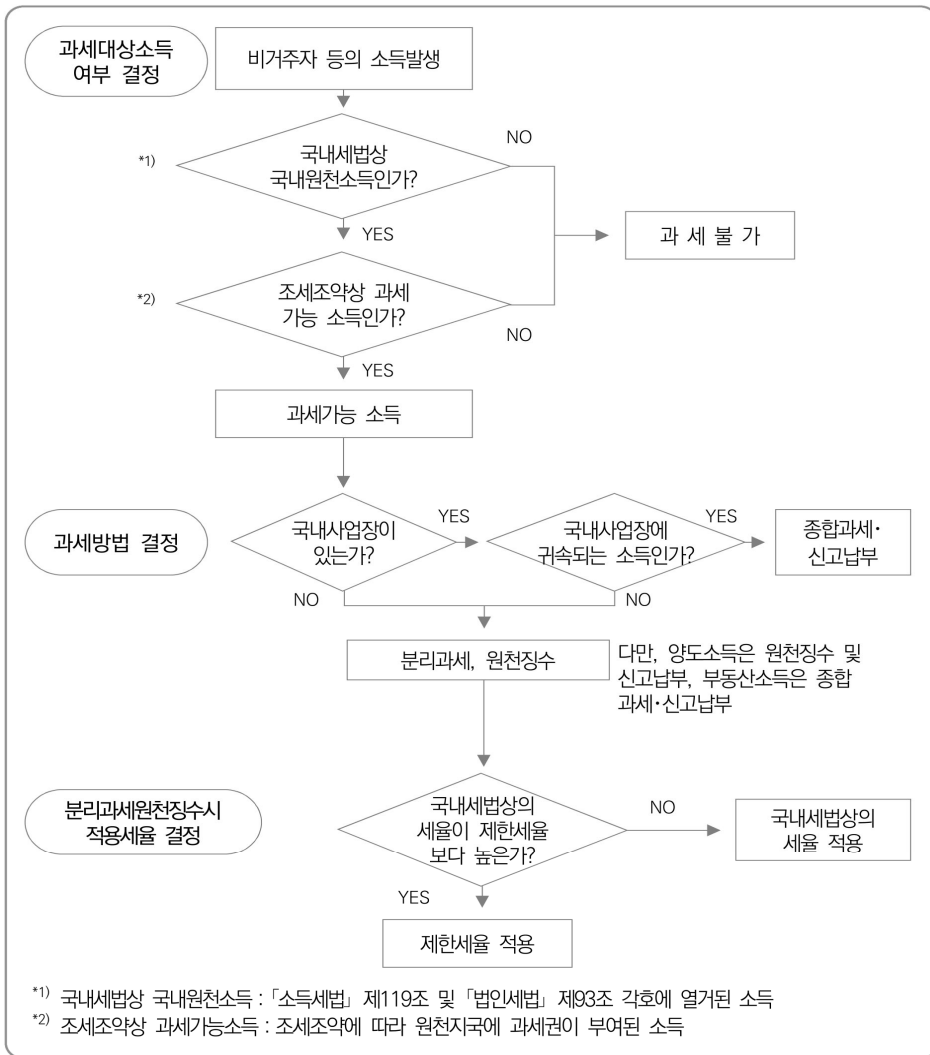 과세대상소득
여부 결정
비거주자 등의 소득발생
*1)
국내세법상
국내원천소득인가?
NO
YES
과 세 불 가
*2)
조세조약상 과세
가능 소득인가?
NO
YES
과세가능 소득
과세방법 결정
국내사업장이
있는가?
YES
국내사업장에
귀속되는 소득인가?
YES
종합과세·
신고납부
NO
NO
분리과세, 원천징수
다만, 양도소득은 원천징수 및
신고납부, 부동산소득은 종합
과세·신고납부
분리과세원천징수시
적용세율 결정
국내세법상의
세율이 제한세율
보다 높은가?
NO
국내세법상의
세율 적용
YES
제한세율 적용
*1) 국내세법상 국내원천소득 : 「소득세법」 제119조 및 「법인세법」 제93조 각호에 열거된 소득
*2) 조세조약상 과세가능소득 : 조세조약에 따라 원천지국에 과세권이 부여된 소득